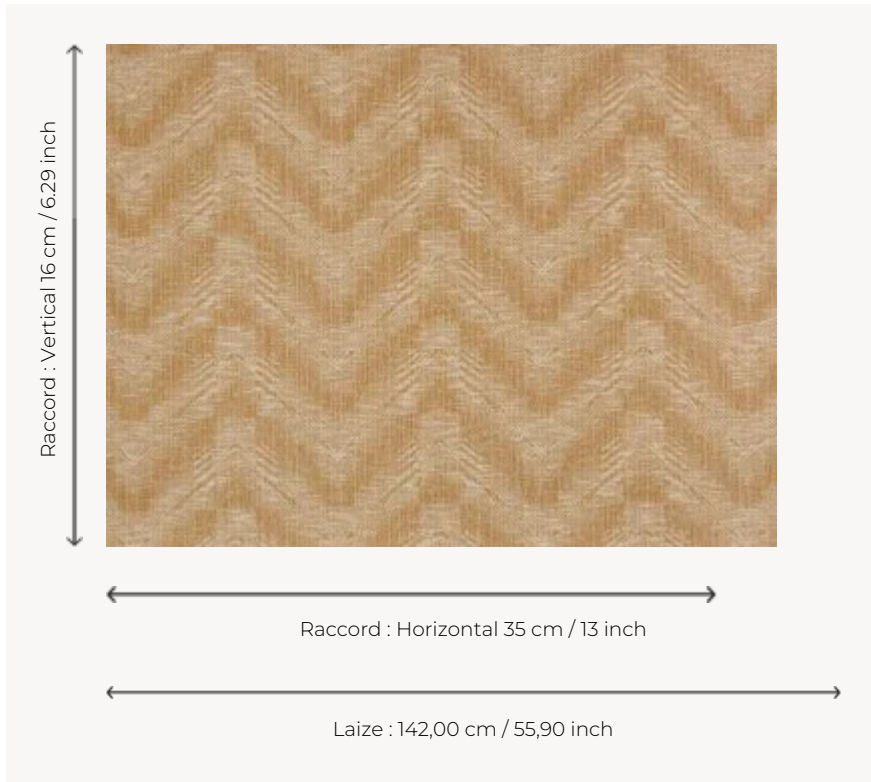 Raccord : Vertical 16 cm / 6.29 inch
Raccord : Horizontal 35 cm / 13 inch
Laize : 142,00 cm / 55,90 inch